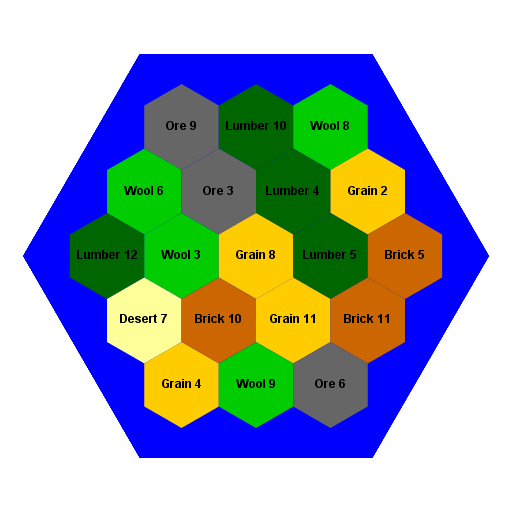 Ore 9 Lumber 10 Wool 8
Wool 6 Ore 3 Lumber 4 Grain 2
Lumber 12 Wool 3 Grain 8 Lumber 5 Brick 5
Desert 7 Brick 10 Grain 11 Brick 11
Grain 4 Wool 9 Ore 6